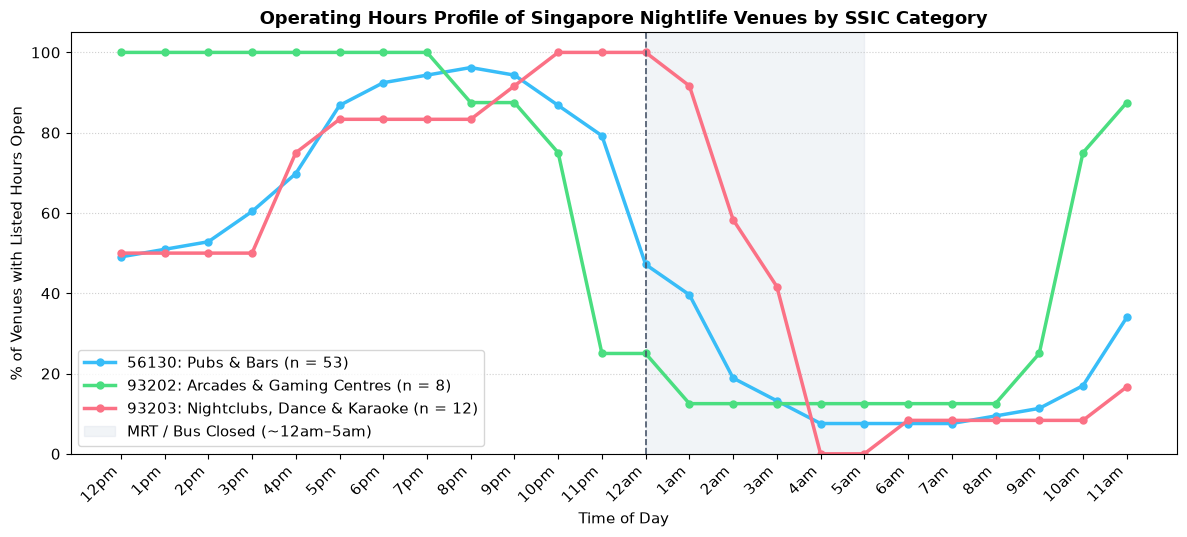 Operating Hours Profile of Singapore Nightlife Venues by SSIC Category
% of Venues with Listed Hours Open
100
80
60
40
20
0
56130: Pubs & Bars (n = 53)
93202: Arcades & Gaming Centres (n = 8)
93203: Nightclubs, Dance & Karaoke (n = 12)
MRT / Bus Closed (~12am–5am)
12pm
1pm
2pm
3pm
4pm
5pm
6pm
7pm
8pm
9pm
10pm
11pm
12am
1am
2am
3am
4am
5am
6am
7am
8am
9am
10am
11am
Time of Day